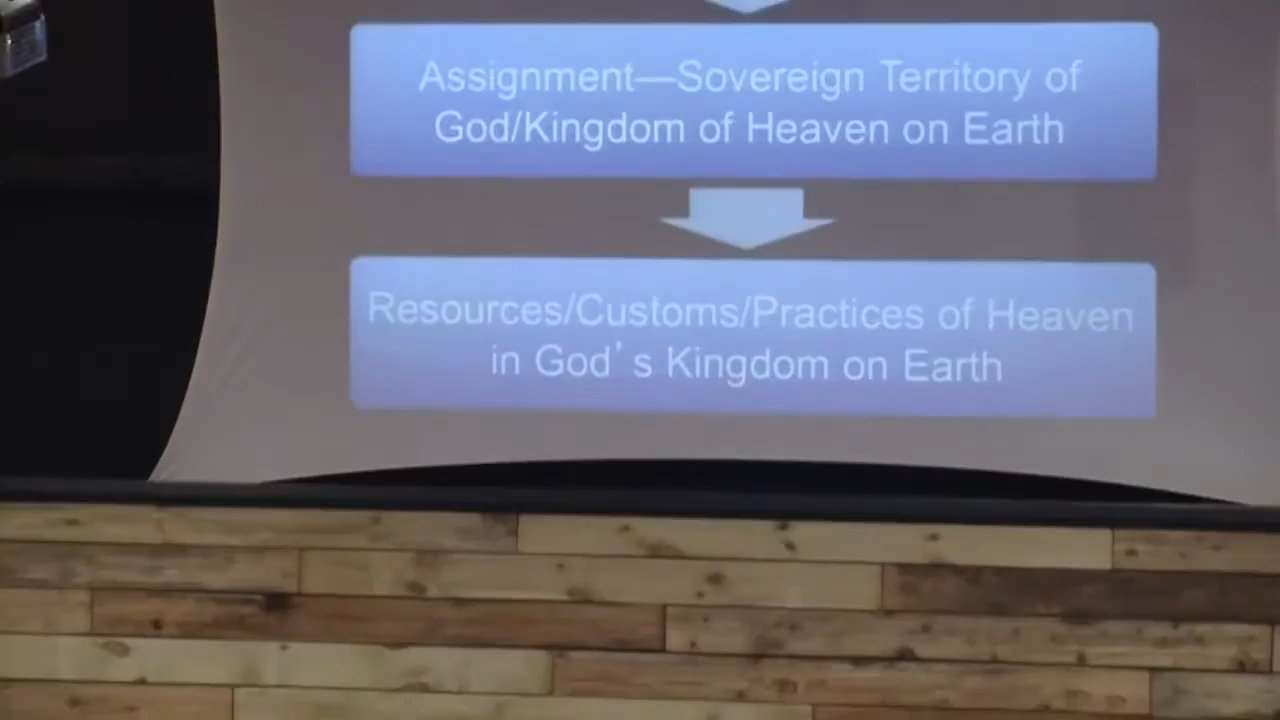 Assignment—Sovereign Territory of
God/Kingdom of Heaven on Earth
Resources/Customs/Practices of Heaven
in God's Kingdom on Earth